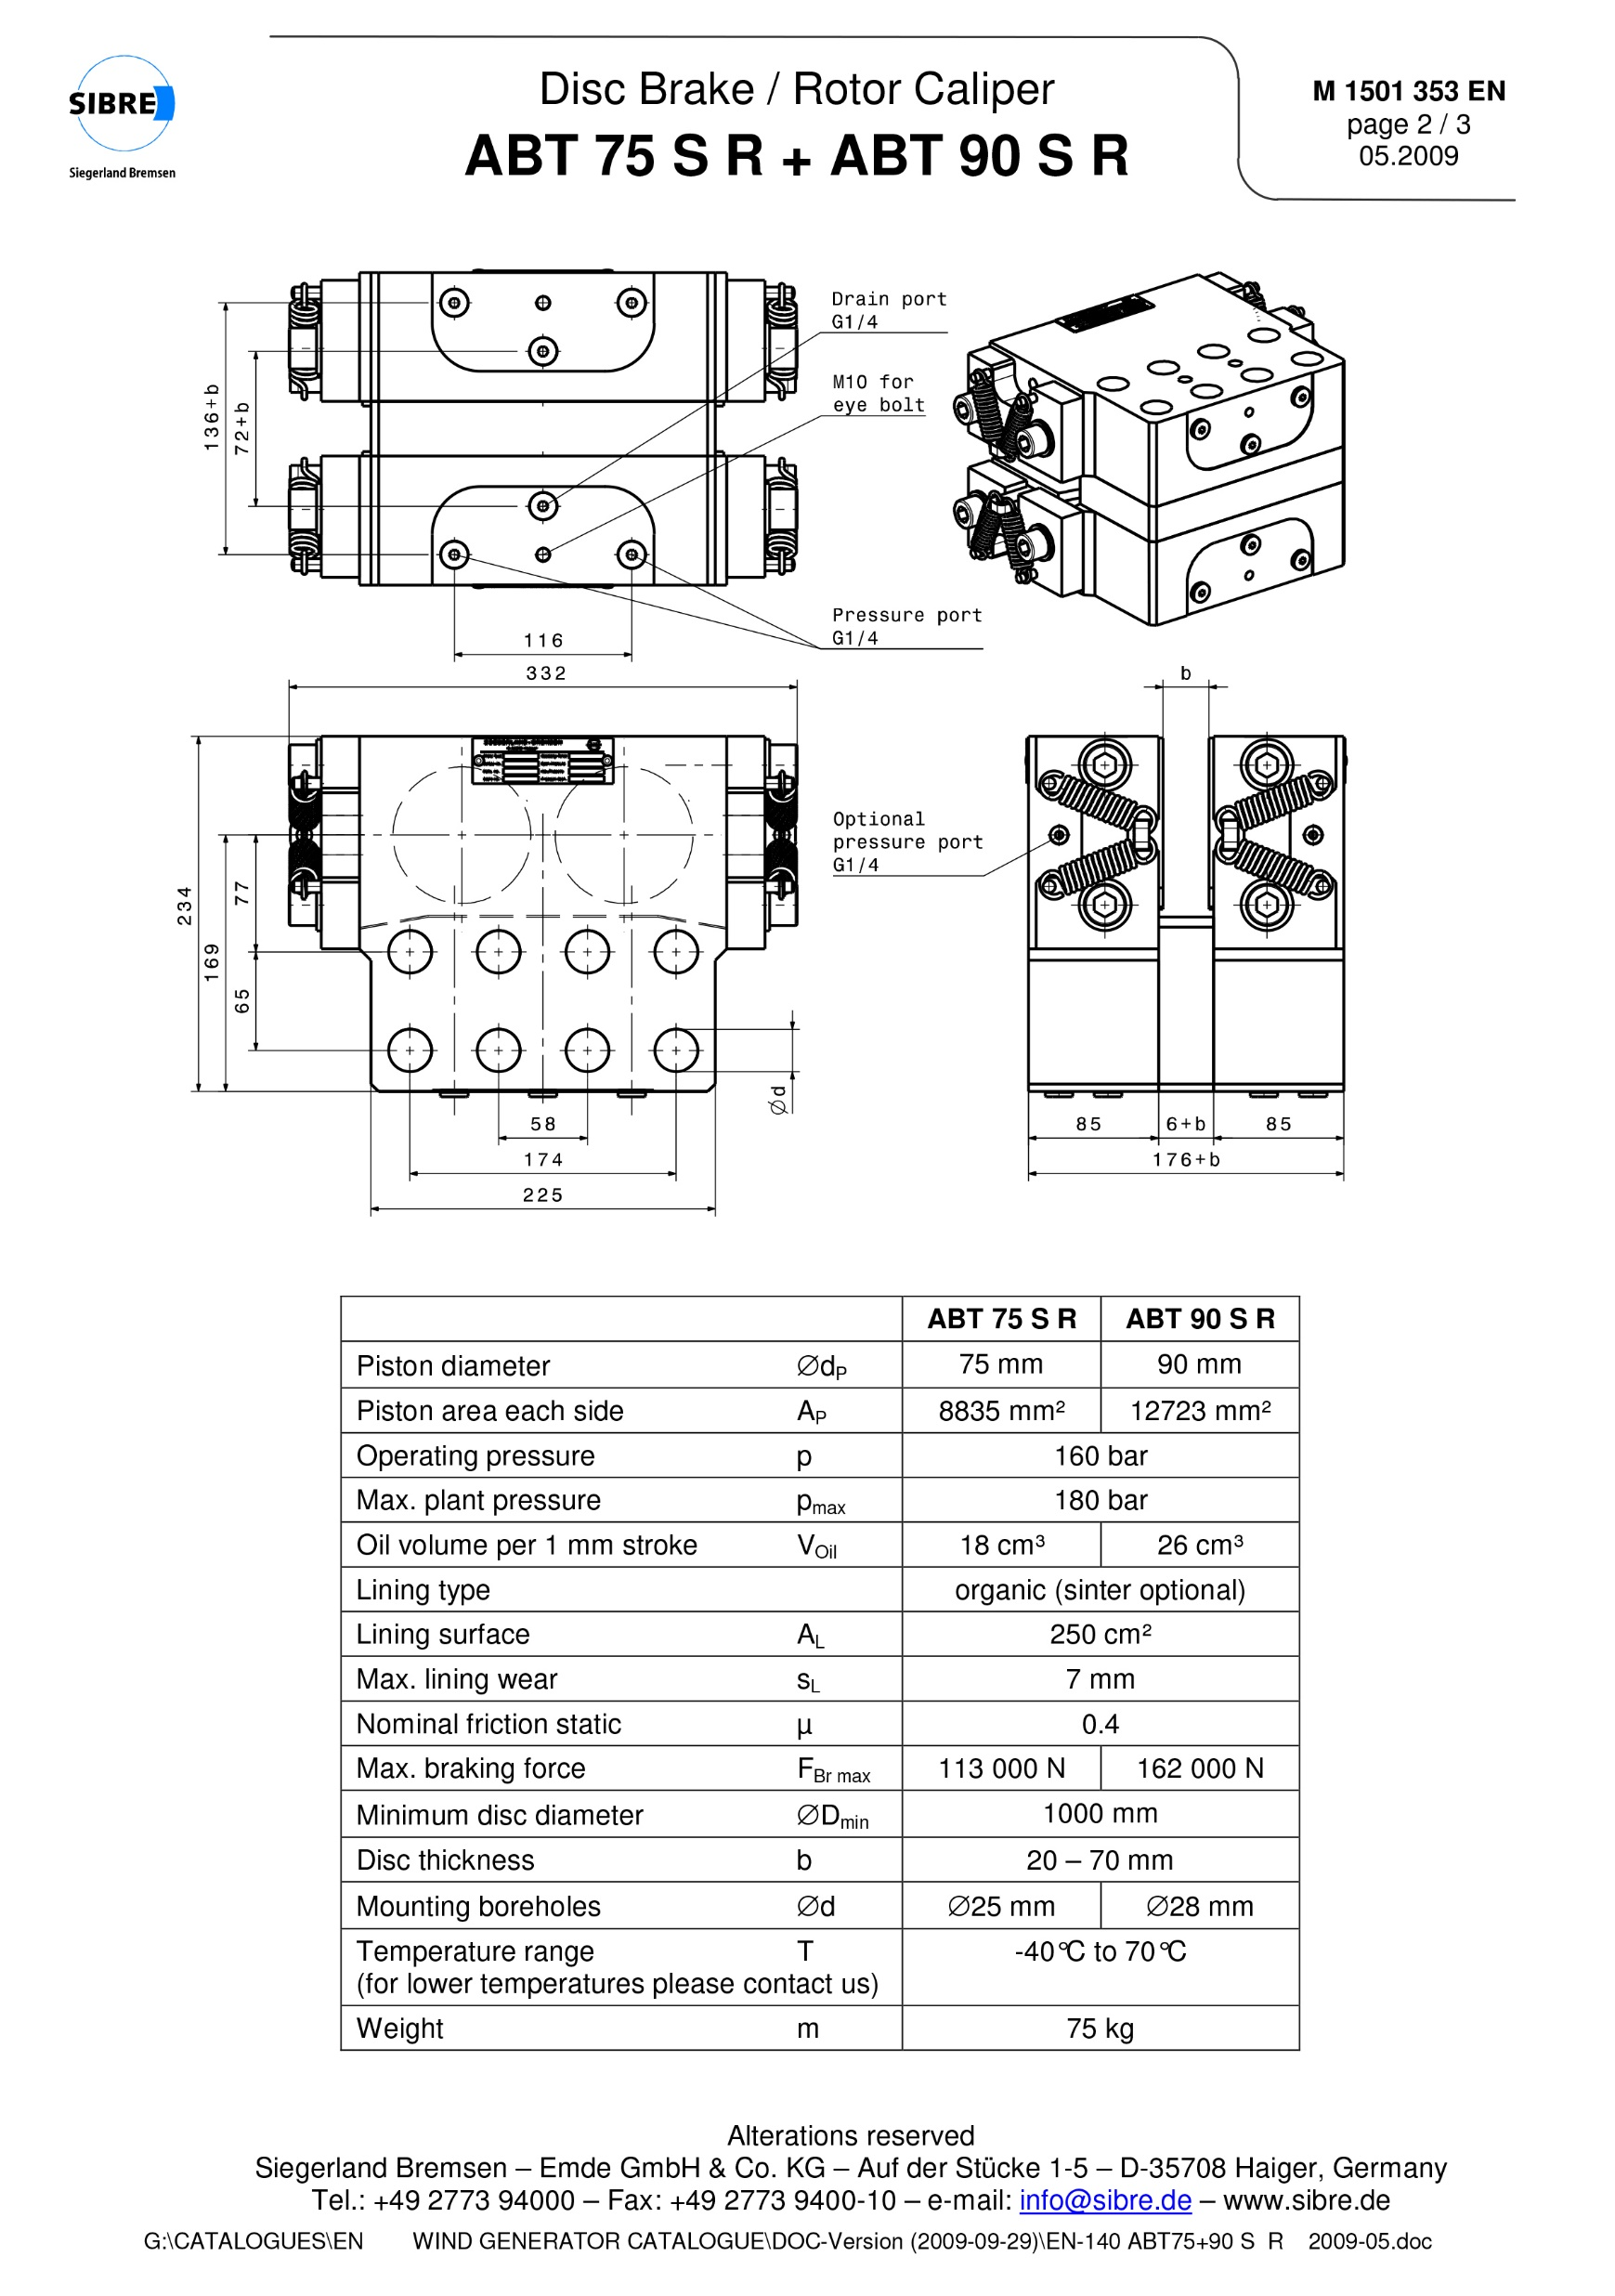 SIBRE
Siegerland Bremsen
Disc Brake / Rotor Caliper
ABT 75 S R + ABT 90 S R
M 1501 353 EN
page 2 / 3
05.2009
Drain port
G1/4
M10 for
eye bolt
136+b
72+b
Pressure port
G1/4
116
332
b
Optional
pressure port
G1/4
234
169
77
65
Ød
58
174
225
85 6+b 85
176+b
ABT 75 S R ABT 90 S R
Piston diameter ∅dP 75 mm 90 mm
Piston area each side AP 8835 mm² 12723 mm²
Operating pressure p 160 bar
Max. plant pressure pmax 180 bar
Oil volume per 1 mm stroke VOil 18 cm³ 26 cm³
Lining type organic (sinter optional)
Lining surface AL 250 cm²
Max. lining wear sL 7 mm
Nominal friction static µ 0.4
Max. braking force FBr max 113 000 N 162 000 N
Minimum disc diameter ∅Dmin 1000 mm
Disc thickness b 20 – 70 mm
Mounting boreholes ∅d ∅25 mm ∅28 mm
Temperature range T -40°C to 70°C
(for lower temperatures please contact us)
Weight m 75 kg
Alterations reserved
Siegerland Bremsen – Emde GmbH & Co. KG – Auf der Stücke 1-5 – D-35708 Haiger, Germany
Tel.: +49 2773 94000 – Fax: +49 2773 9400-10 – e-mail: info@sibre.de – www.sibre.de
G:\CATALOGUES\EN WIND GENERATOR CATALOGUE\DOC-Version (2009-09-29)\EN-140 ABT75+90 S R 2009-05.doc